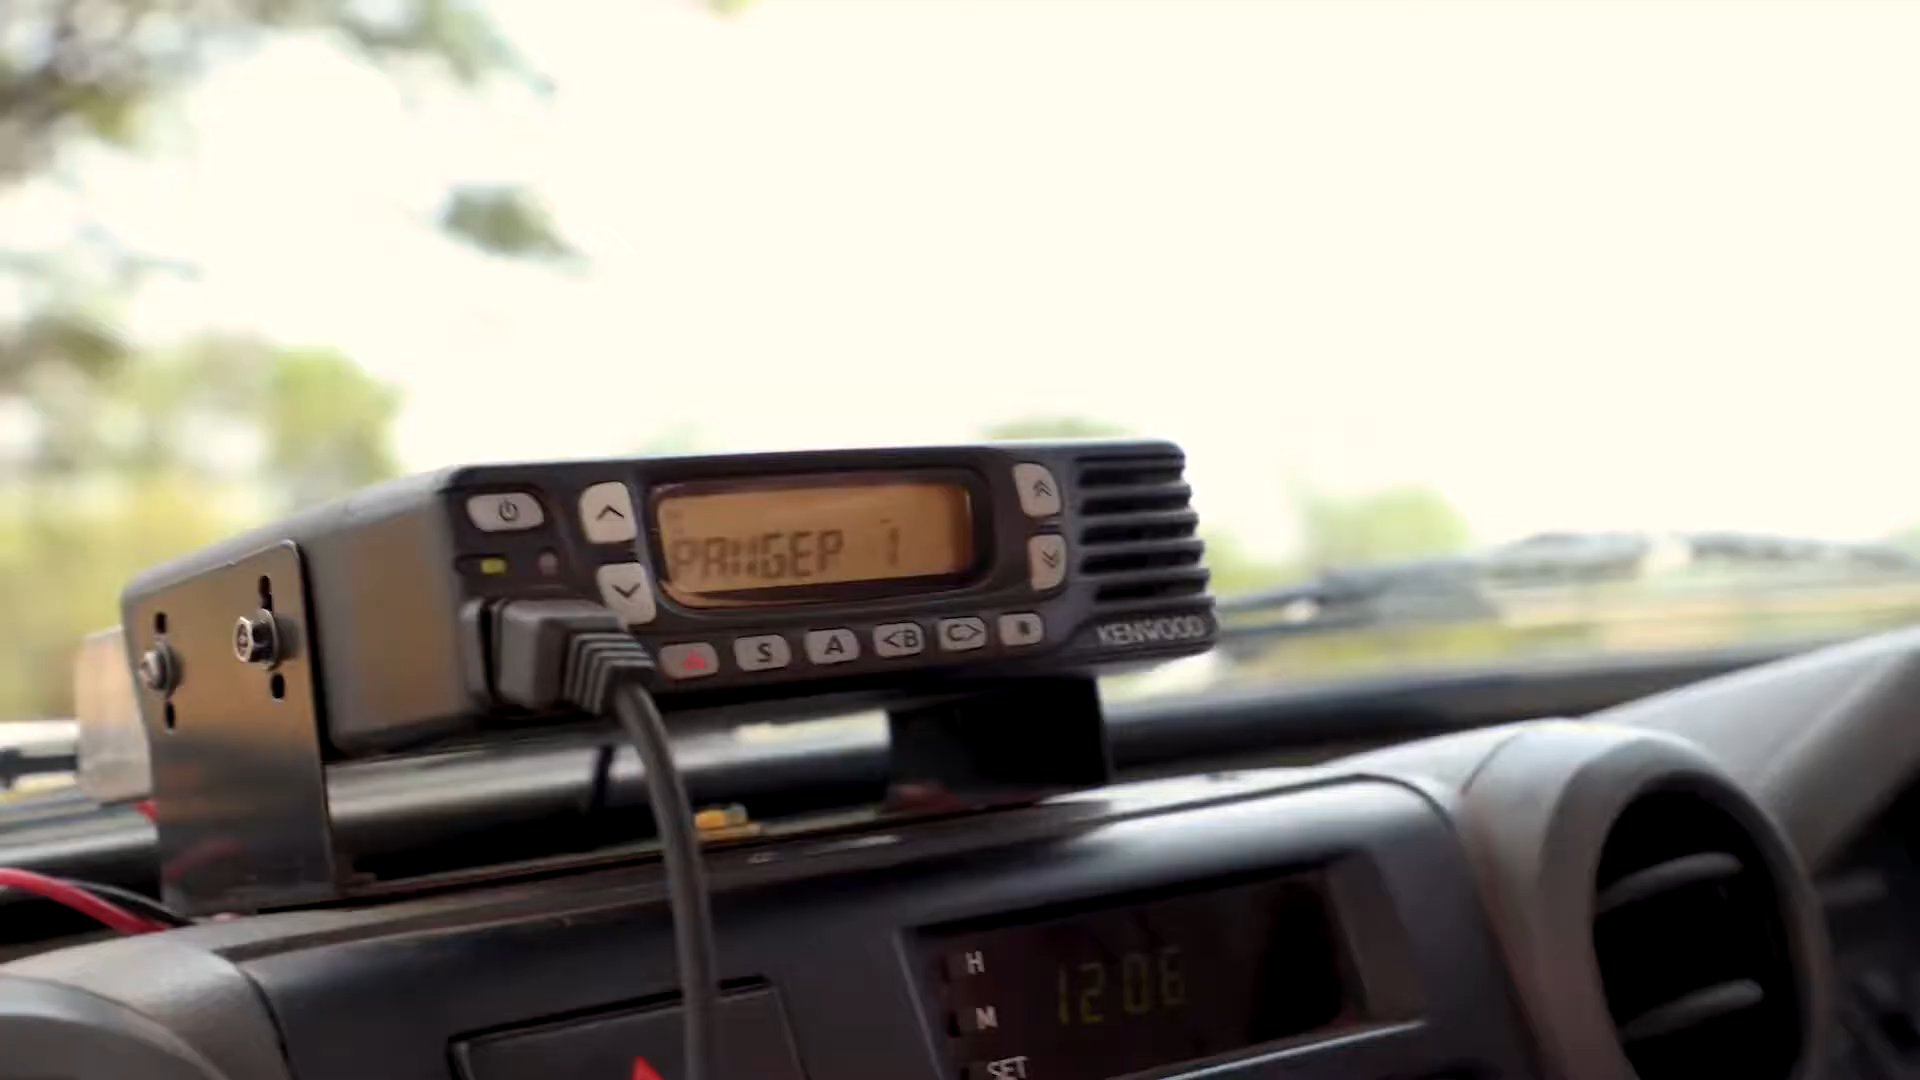 RANGER 1
S A <B C> *
KENWOOD
H
M
12:06
SET